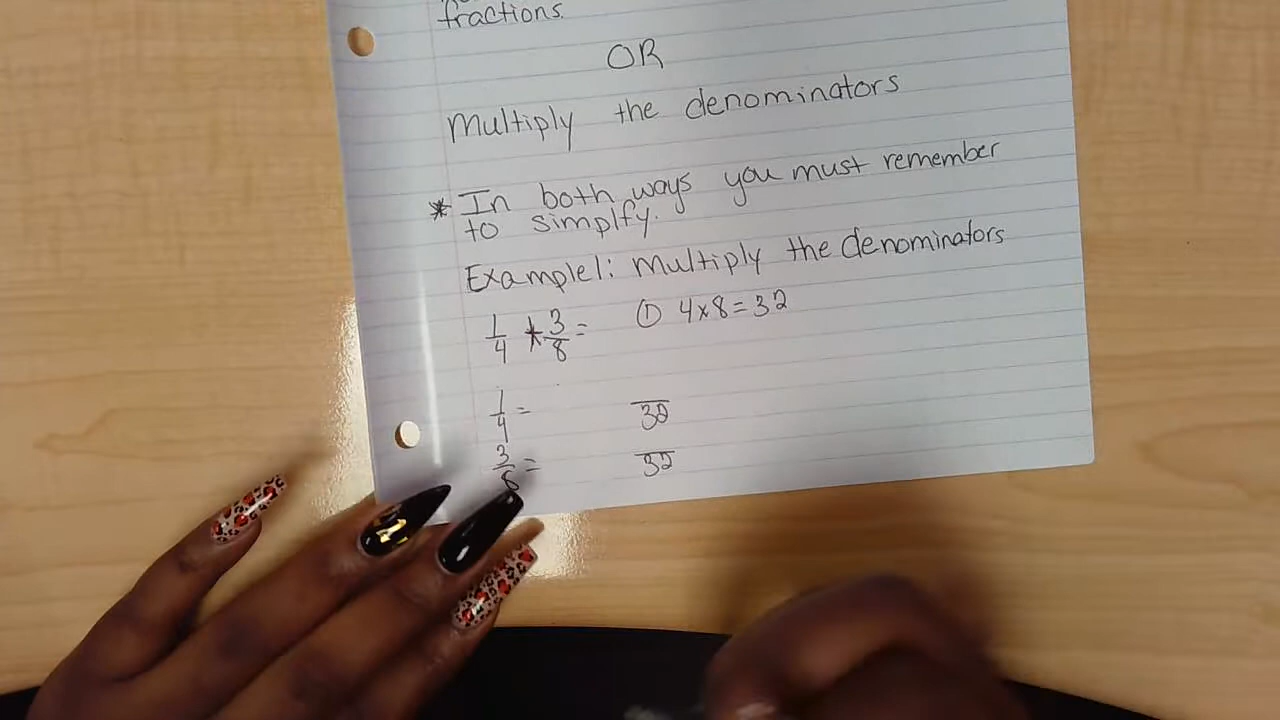 fractions.
OR
Multiply the denominators
* In both ways you must remember
to simplfy.
Example1: Multiply the denominators
1/4 + 3/8 = ① 4x8=32
1/4 = /32
3/8 = /32